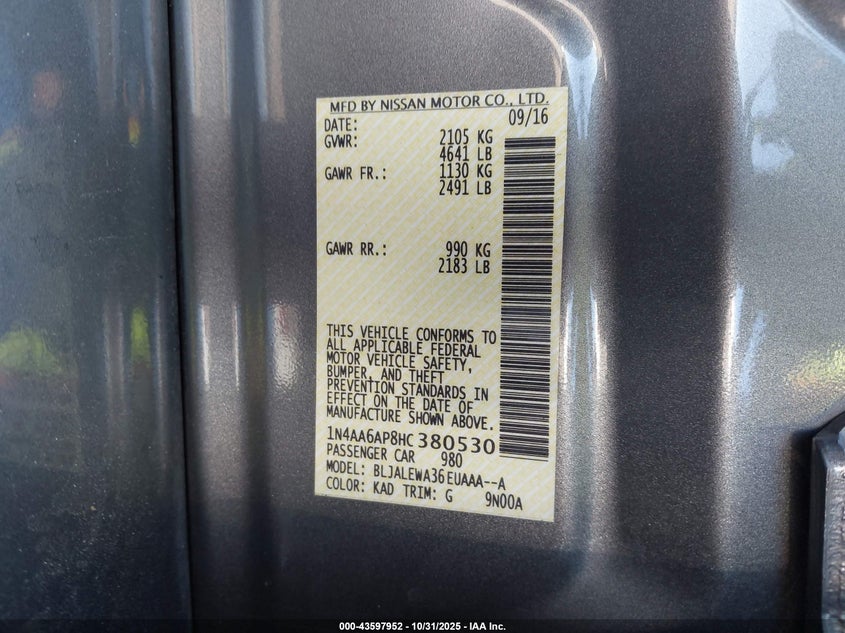 MFD BY NISSAN MOTOR CO., LTD.
DATE: 09/16
GVWR: 2105 KG
4641 LB
GAWR FR.: 1130 KG
2491 LB
GAWR RR.: 990 KG
2183 LB
THIS VEHICLE CONFORMS TO
ALL APPLICABLE FEDERAL
MOTOR VEHICLE SAFETY,
BUMPER, AND THEFT
PREVENTION STANDARDS IN
EFFECT ON THE DATE OF
MANUFACTURE SHOWN ABOVE.
1N4AA6AP8HC380530
PASSENGER CAR 980
MODEL: BLJALEWA36EUAAA--A
COLOR: KAD TRIM: G 9N00A
000-43597952 - 10/31/2025 - IAA Inc.